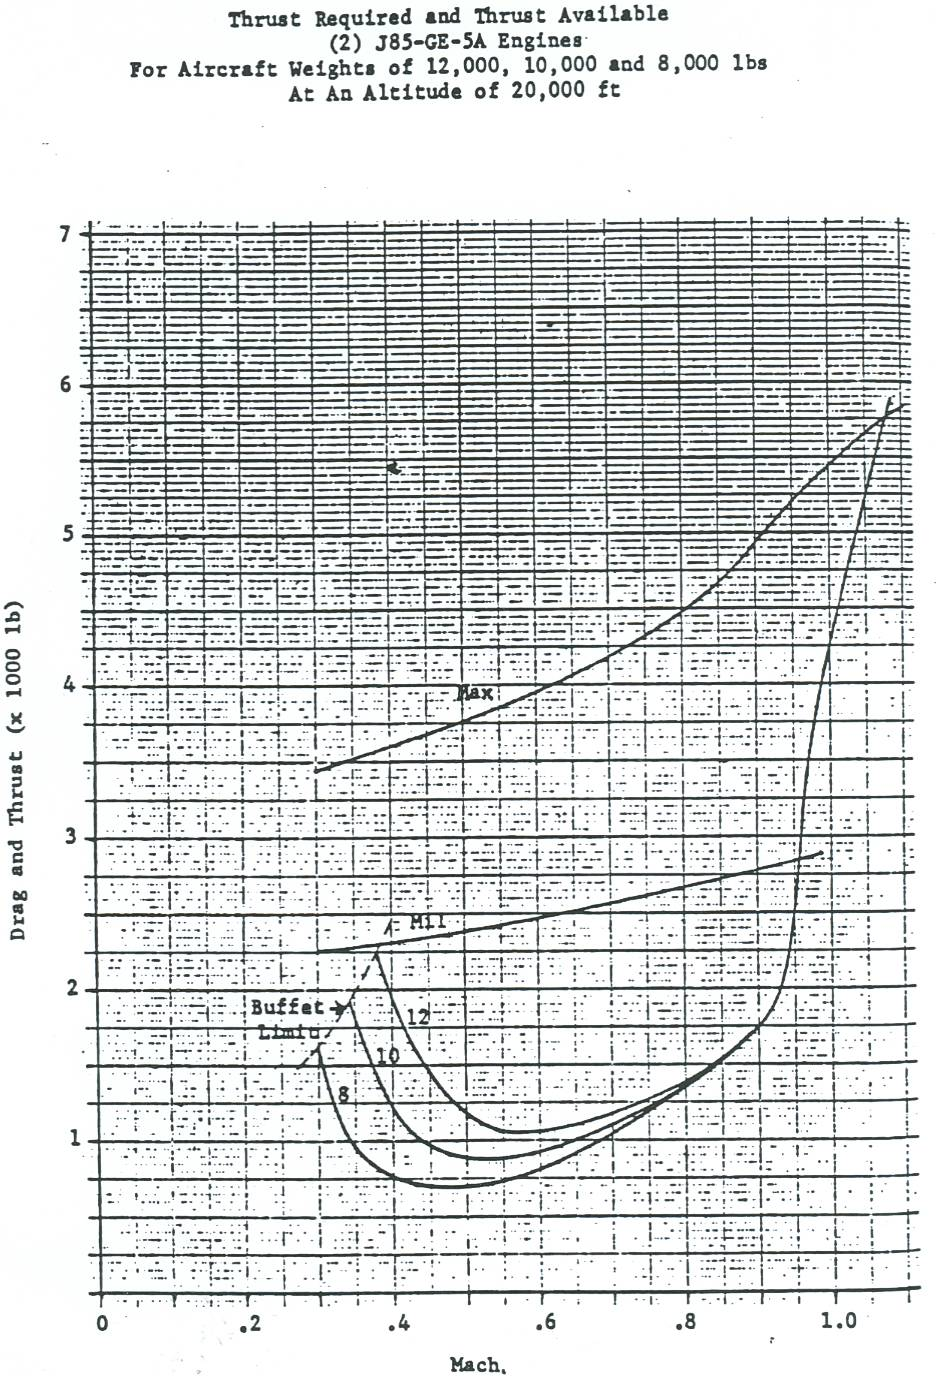 Thrust Required and Thrust Available
(2) J85-GE-5A Engines
For Aircraft Weights of 12,000, 10,000 and 8,000 lbs
At An Altitude of 20,000 ft
7
6
5
4
3
2
1
Drag and Thrust (x 1000 lb)
Max
Mil
Buffet
Limit
12
10
8
0 .2 .4 .6 .8 1.0
Mach.